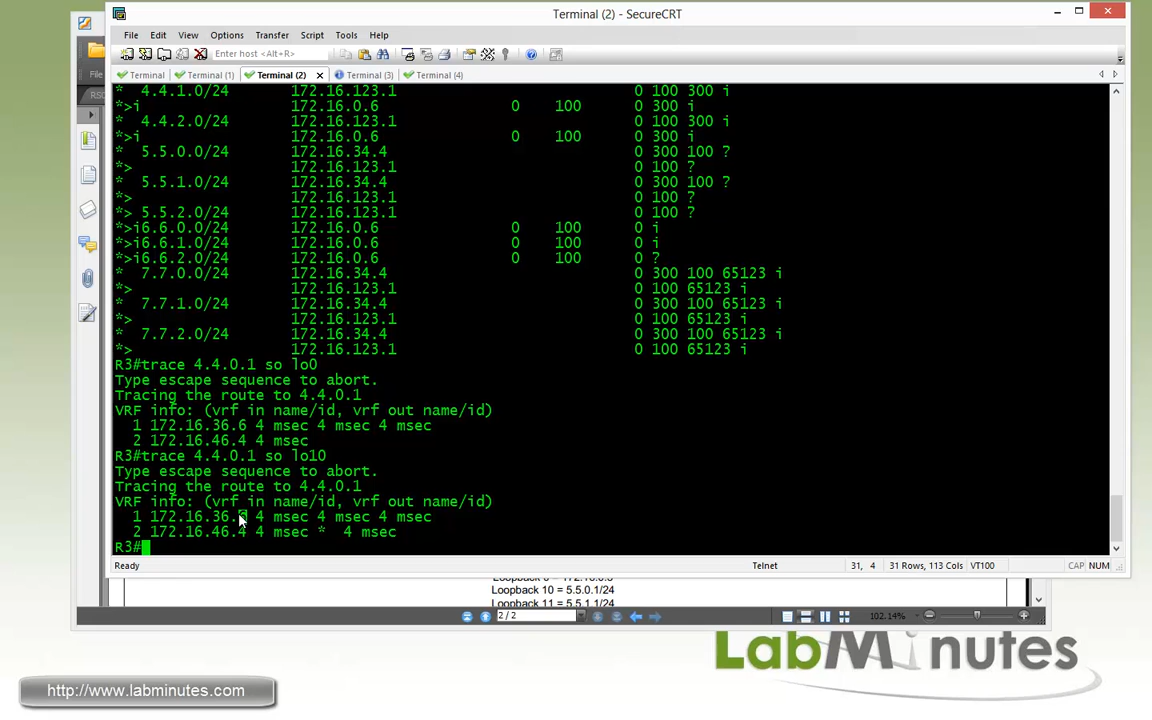 Terminal (2) - SecureCRT
File Edit View Options Transfer Script Tools Help
Enter host <Alt+R>
Terminal Terminal (1) Terminal (2) × Terminal (3) Terminal (4)
File
* 4.4.1.0/24 172.16.123.1 0 100 300 i
*>i 172.16.0.6 0 100 0 300 i
* 4.4.2.0/24 172.16.123.1 0 100 300 i
*>i 172.16.0.6 0 100 0 300 i
* 5.5.0.0/24 172.16.34.4 0 300 100 ?
*> 172.16.123.1 0 100 ?
* 5.5.1.0/24 172.16.34.4 0 300 100 ?
*> 172.16.123.1 0 100 ?
*> 5.5.2.0/24 172.16.123.1 0 100 ?
*>i6.6.0.0/24 172.16.0.6 0 100 0 i
*>i6.6.1.0/24 172.16.0.6 0 100 0 i
*>i6.6.2.0/24 172.16.0.6 0 100 0 ?
* 7.7.0.0/24 172.16.34.4 0 300 100 65123 i
*> 172.16.123.1 0 100 65123 i
* 7.7.1.0/24 172.16.34.4 0 300 100 65123 i
*> 172.16.123.1 0 100 65123 i
* 7.7.2.0/24 172.16.34.4 0 300 100 65123 i
*> 172.16.123.1 0 100 65123 i
R3#trace 4.4.0.1 so lo0
Type escape sequence to abort.
Tracing the route to 4.4.0.1
VRF info: (vrf in name/id, vrf out name/id)
1 172.16.36.6 4 msec 4 msec 4 msec
2 172.16.46.4 4 msec
R3#trace 4.4.0.1 so lo10
Type escape sequence to abort.
Tracing the route to 4.4.0.1
VRF info: (vrf in name/id, vrf out name/id)
1 172.16.36.6 4 msec 4 msec 4 msec
2 172.16.46.4 4 msec * 4 msec
R3#
Ready Telnet 31, 4 31 Rows, 113 Cols VT100 CAP NUM
Loopback 10 = 5.5.0.1/24
Loopback 11 = 5.5.1.1/24
2 / 2 102.14%
LabMinutes
http://www.labminutes.com